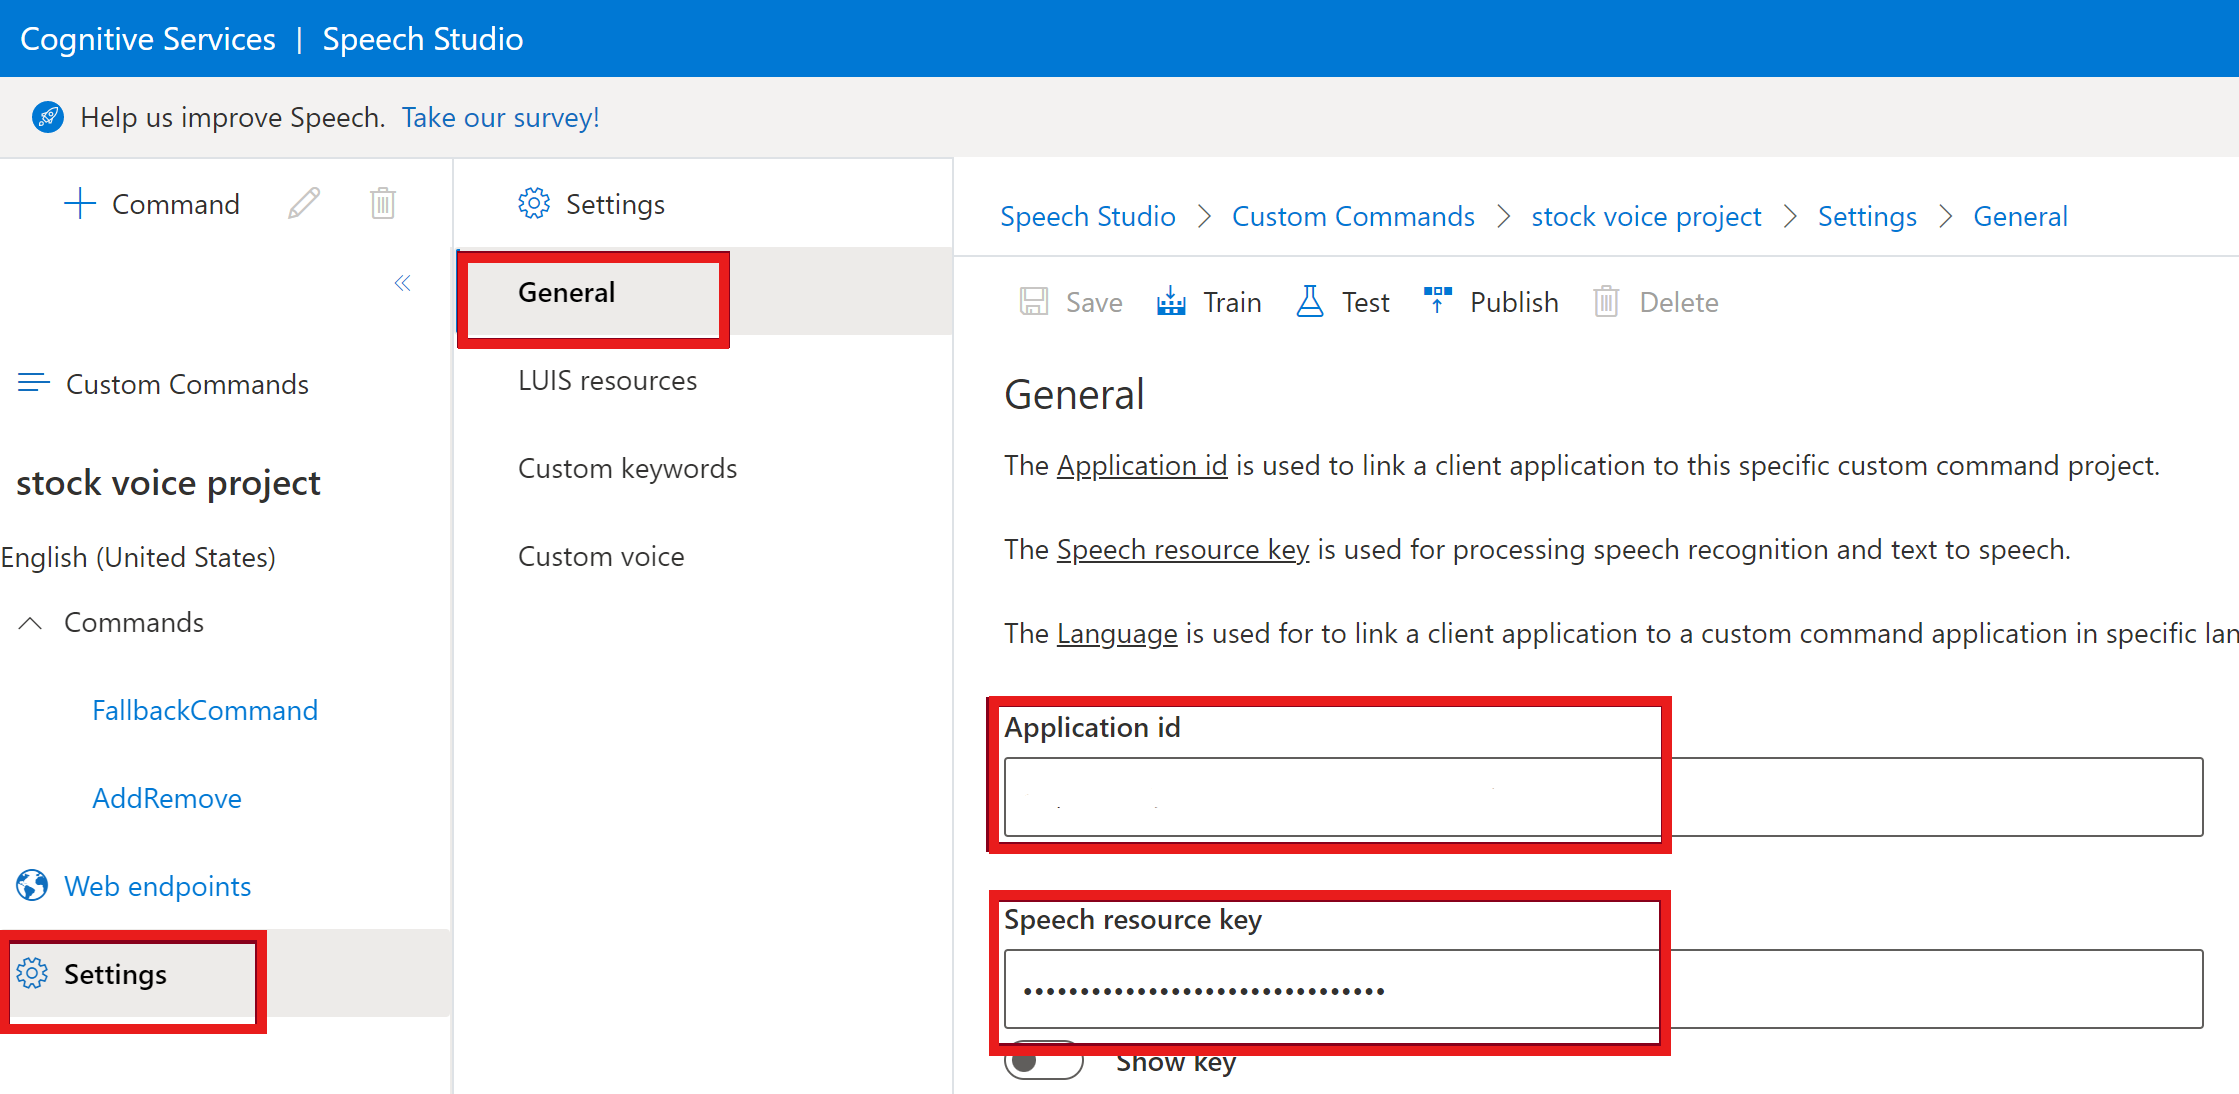 Cognitive Services | Speech Studio
Help us improve Speech. Take our survey!
Command
Custom Commands
stock voice project
English (United States)
Commands
FallbackCommand
AddRemove
Web endpoints
Settings
Settings
General
LUIS resources
Custom keywords
Custom voice
Speech Studio > Custom Commands > stock voice project > Settings > General
Save Train Test Publish Delete
General
The Application id is used to link a client application to this specific custom command project.
The Speech resource key is used for processing speech recognition and text to speech.
The Language is used for to link a client application to a custom command application in specific lan
Application id
Speech resource key
••••••••••••••••••••••••••••••••
Show key